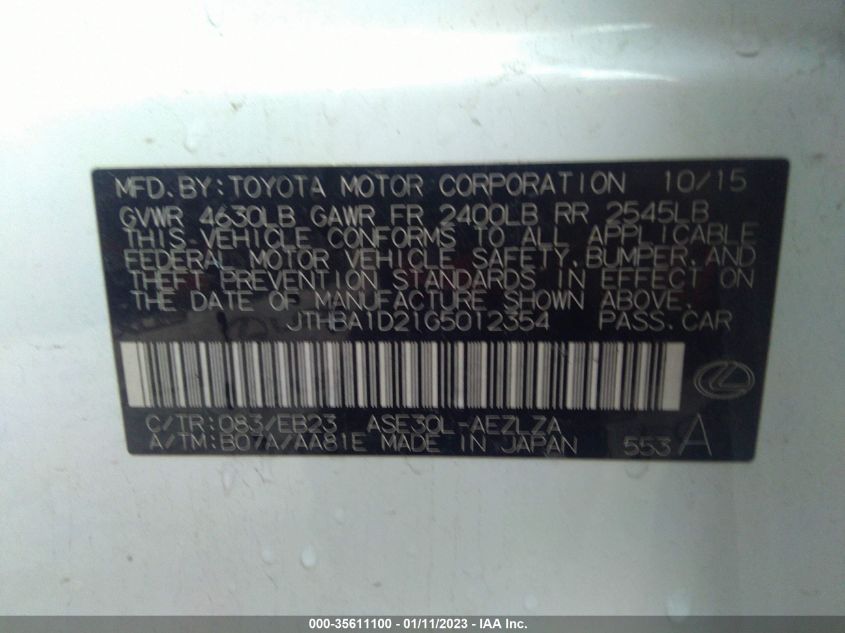 MFD. BY: TOYOTA MOTOR CORPORATION 10/15
GVWR 4630LB GAWR FR 2400LB RR 2545LB
THIS VEHICLE CONFORMS TO ALL APPLICABLE
FEDERAL MOTOR VEHICLE SAFETY, BUMPER, AND
THEFT PREVENTION STANDARDS IN EFFECT ON
THE DATE OF MANUFACTURE SHOWN ABOVE.
JTHBA1D21G5012354 PASS. CAR
C/TR: 083/EB23 ASE30L-AEZLZA
A/TM: B07A/AA81E MADE IN JAPAN 553 A
000-35611100 - 01/11/2023 - IAA Inc.